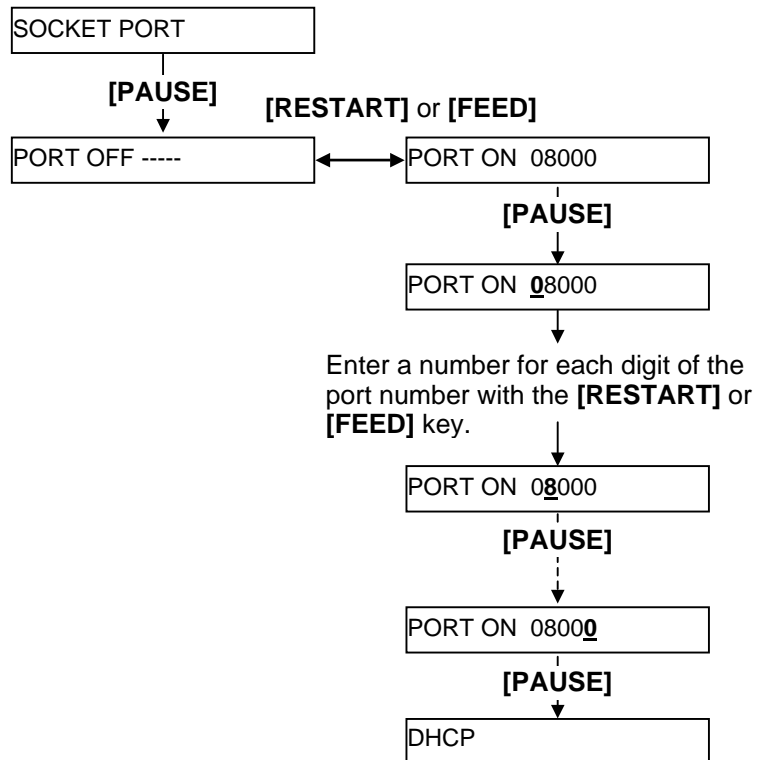 SOCKET PORT
[PAUSE]
[RESTART] or [FEED]
PORT OFF -----
PORT ON 08000
[PAUSE]
PORT ON 08000
Enter a number for each digit of the
port number with the [RESTART] or
[FEED] key.
PORT ON 08000
[PAUSE]
PORT ON 08000
[PAUSE]
DHCP